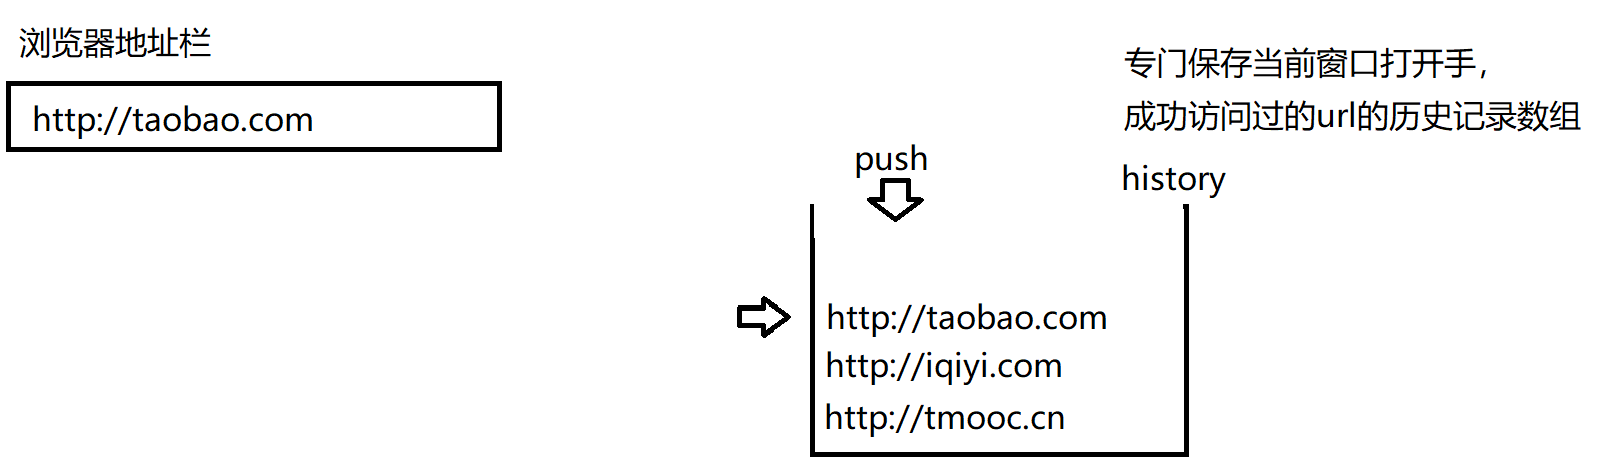 浏览器地址栏
http://taobao.com
专门保存当前窗口打开手，
成功访问过的url的历史记录数组
push
history
http://taobao.com
http://iqiyi.com
http://tmooc.cn